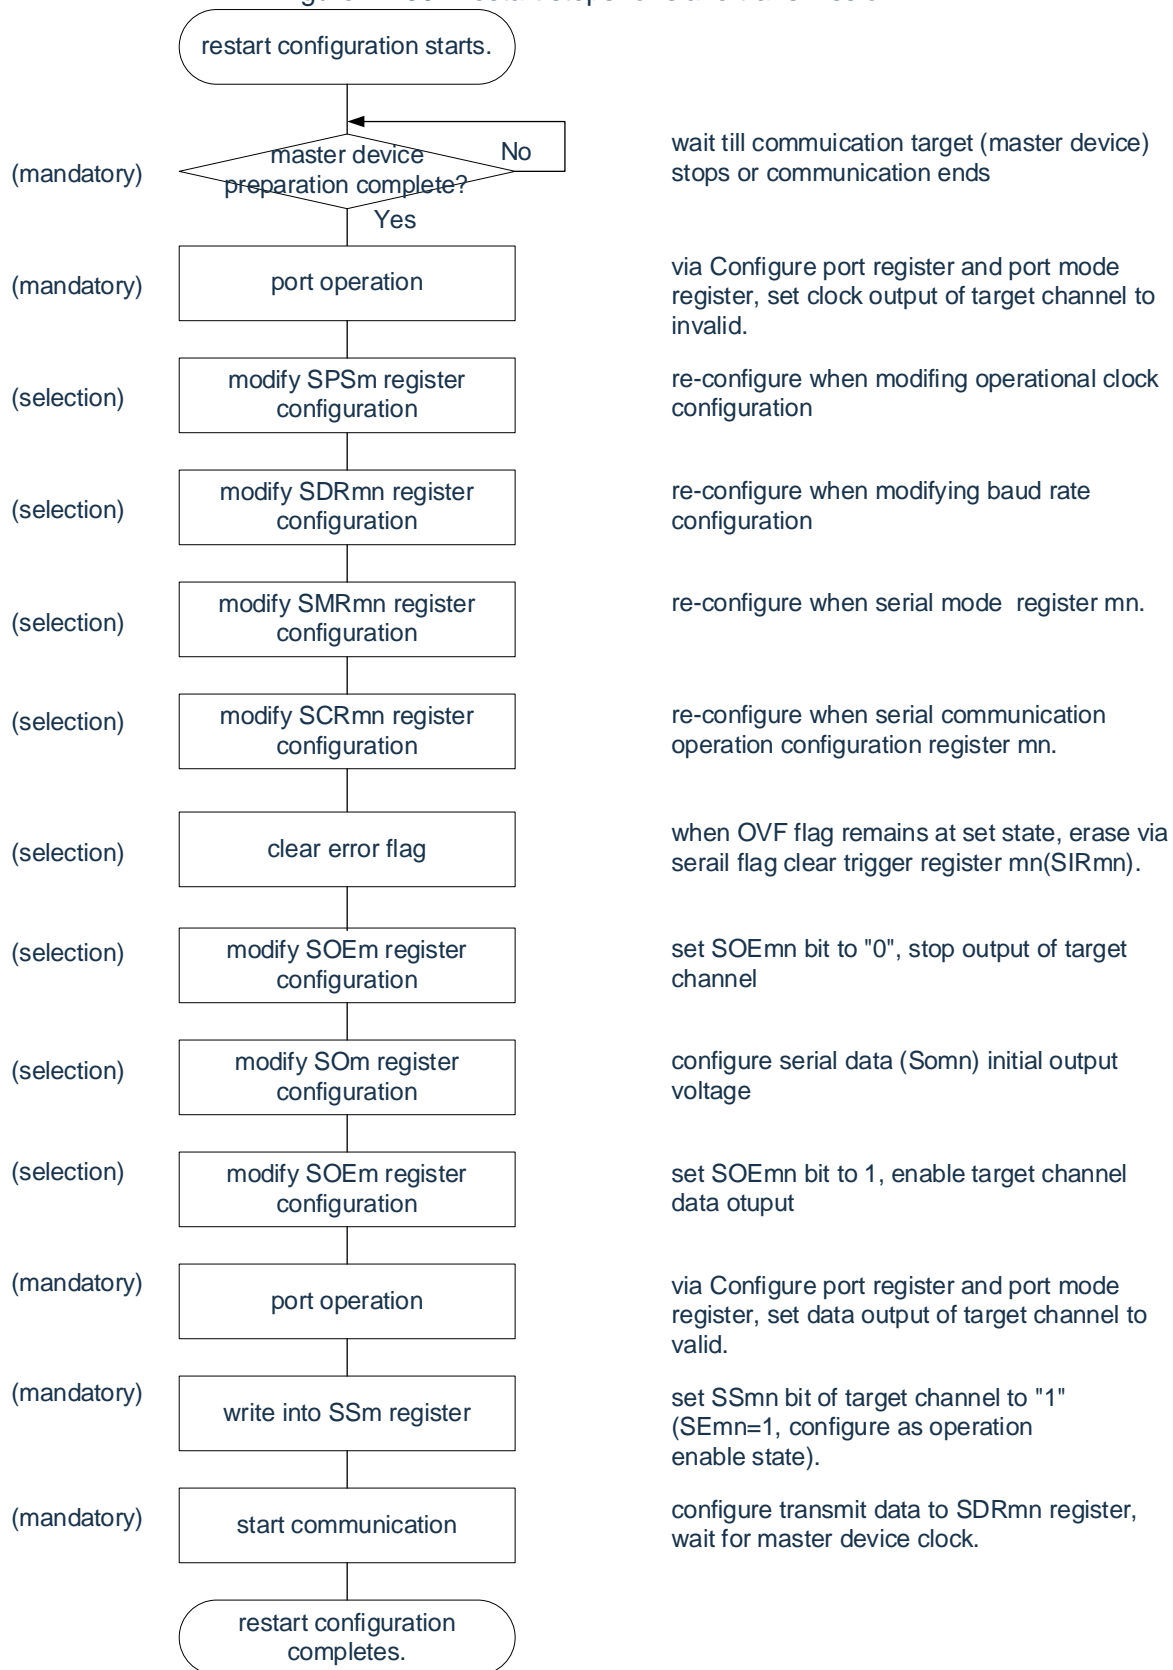 restart configuration starts.
(mandatory)
master device
preparation complete?
No
Yes
wait till commuication target (master device)
stops or communication ends
(mandatory)
port operation
via Configure port register and port mode
register, set clock output of target channel to
invalid.
(selection)
modify SPSm register
configuration
re-configure when modifing operational clock
configuration
(selection)
modify SDRmn register
configuration
re-configure when modifying baud rate
configuration
(selection)
modify SMRmn register
configuration
re-configure when serial mode register mn.
(selection)
modify SCRmn register
configuration
re-configure when serial communication
operation configuration register mn.
(selection)
clear error flag
when OVF flag remains at set state, erase via
serail flag clear trigger register mn(SIRmn).
(selection)
modify SOEm register
configuration
set SOEmn bit to "0", stop output of target
channel
(selection)
modify SOm register
configuration
configure serial data (Somn) initial output
voltage
(selection)
modify SOEm register
configuration
set SOEmn bit to 1, enable target channel
data otuput
(mandatory)
port operation
via Configure port register and port mode
register, set data output of target channel to
valid.
(mandatory)
write into SSm register
set SSmn bit of target channel to "1"
(SEmn=1, configure as operation
enable state).
(mandatory)
start communication
configure transmit data to SDRmn register,
wait for master device clock.
restart configuration
completes.